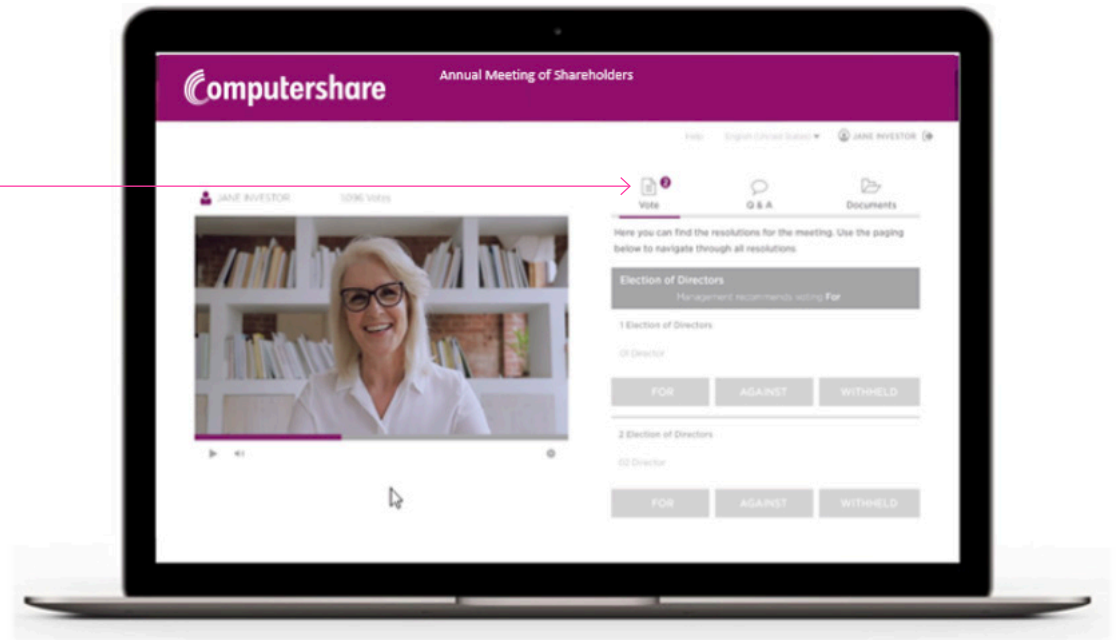 Computershare
Annual Meeting of Shareholders
Help English (United States) JANE INVESTOR
JANE INVESTOR 1096 Votes
2
Vote Q & A Documents
Here you can find the resolutions for the meeting. Use the paging
below to navigate through all resolutions
Election of Directors
Management recommends voting For
1 Election of Directors
01 Director
FOR AGAINST WITHHELD
2 Election of Directors
02 Director
FOR AGAINST WITHHELD